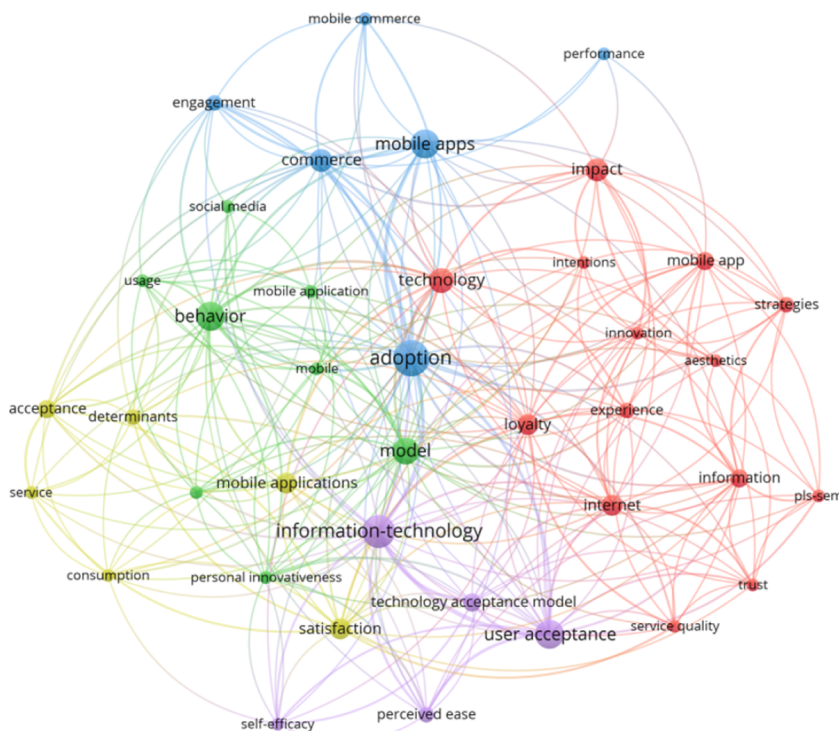 mobile commerce
performance
engagement
mobile apps
commerce
impact
social media
mobile app
intentions
technology
usage
mobile application
strategies
behavior
innovation
adoption
aesthetics
mobile
acceptance
experience
determinants
loyalty
model
information
mobile applications
service
pls-sem
internet
information-technology
consumption
personal innovativeness
trust
technology acceptance model
service quality
satisfaction
user acceptance
perceived ease
self-efficacy